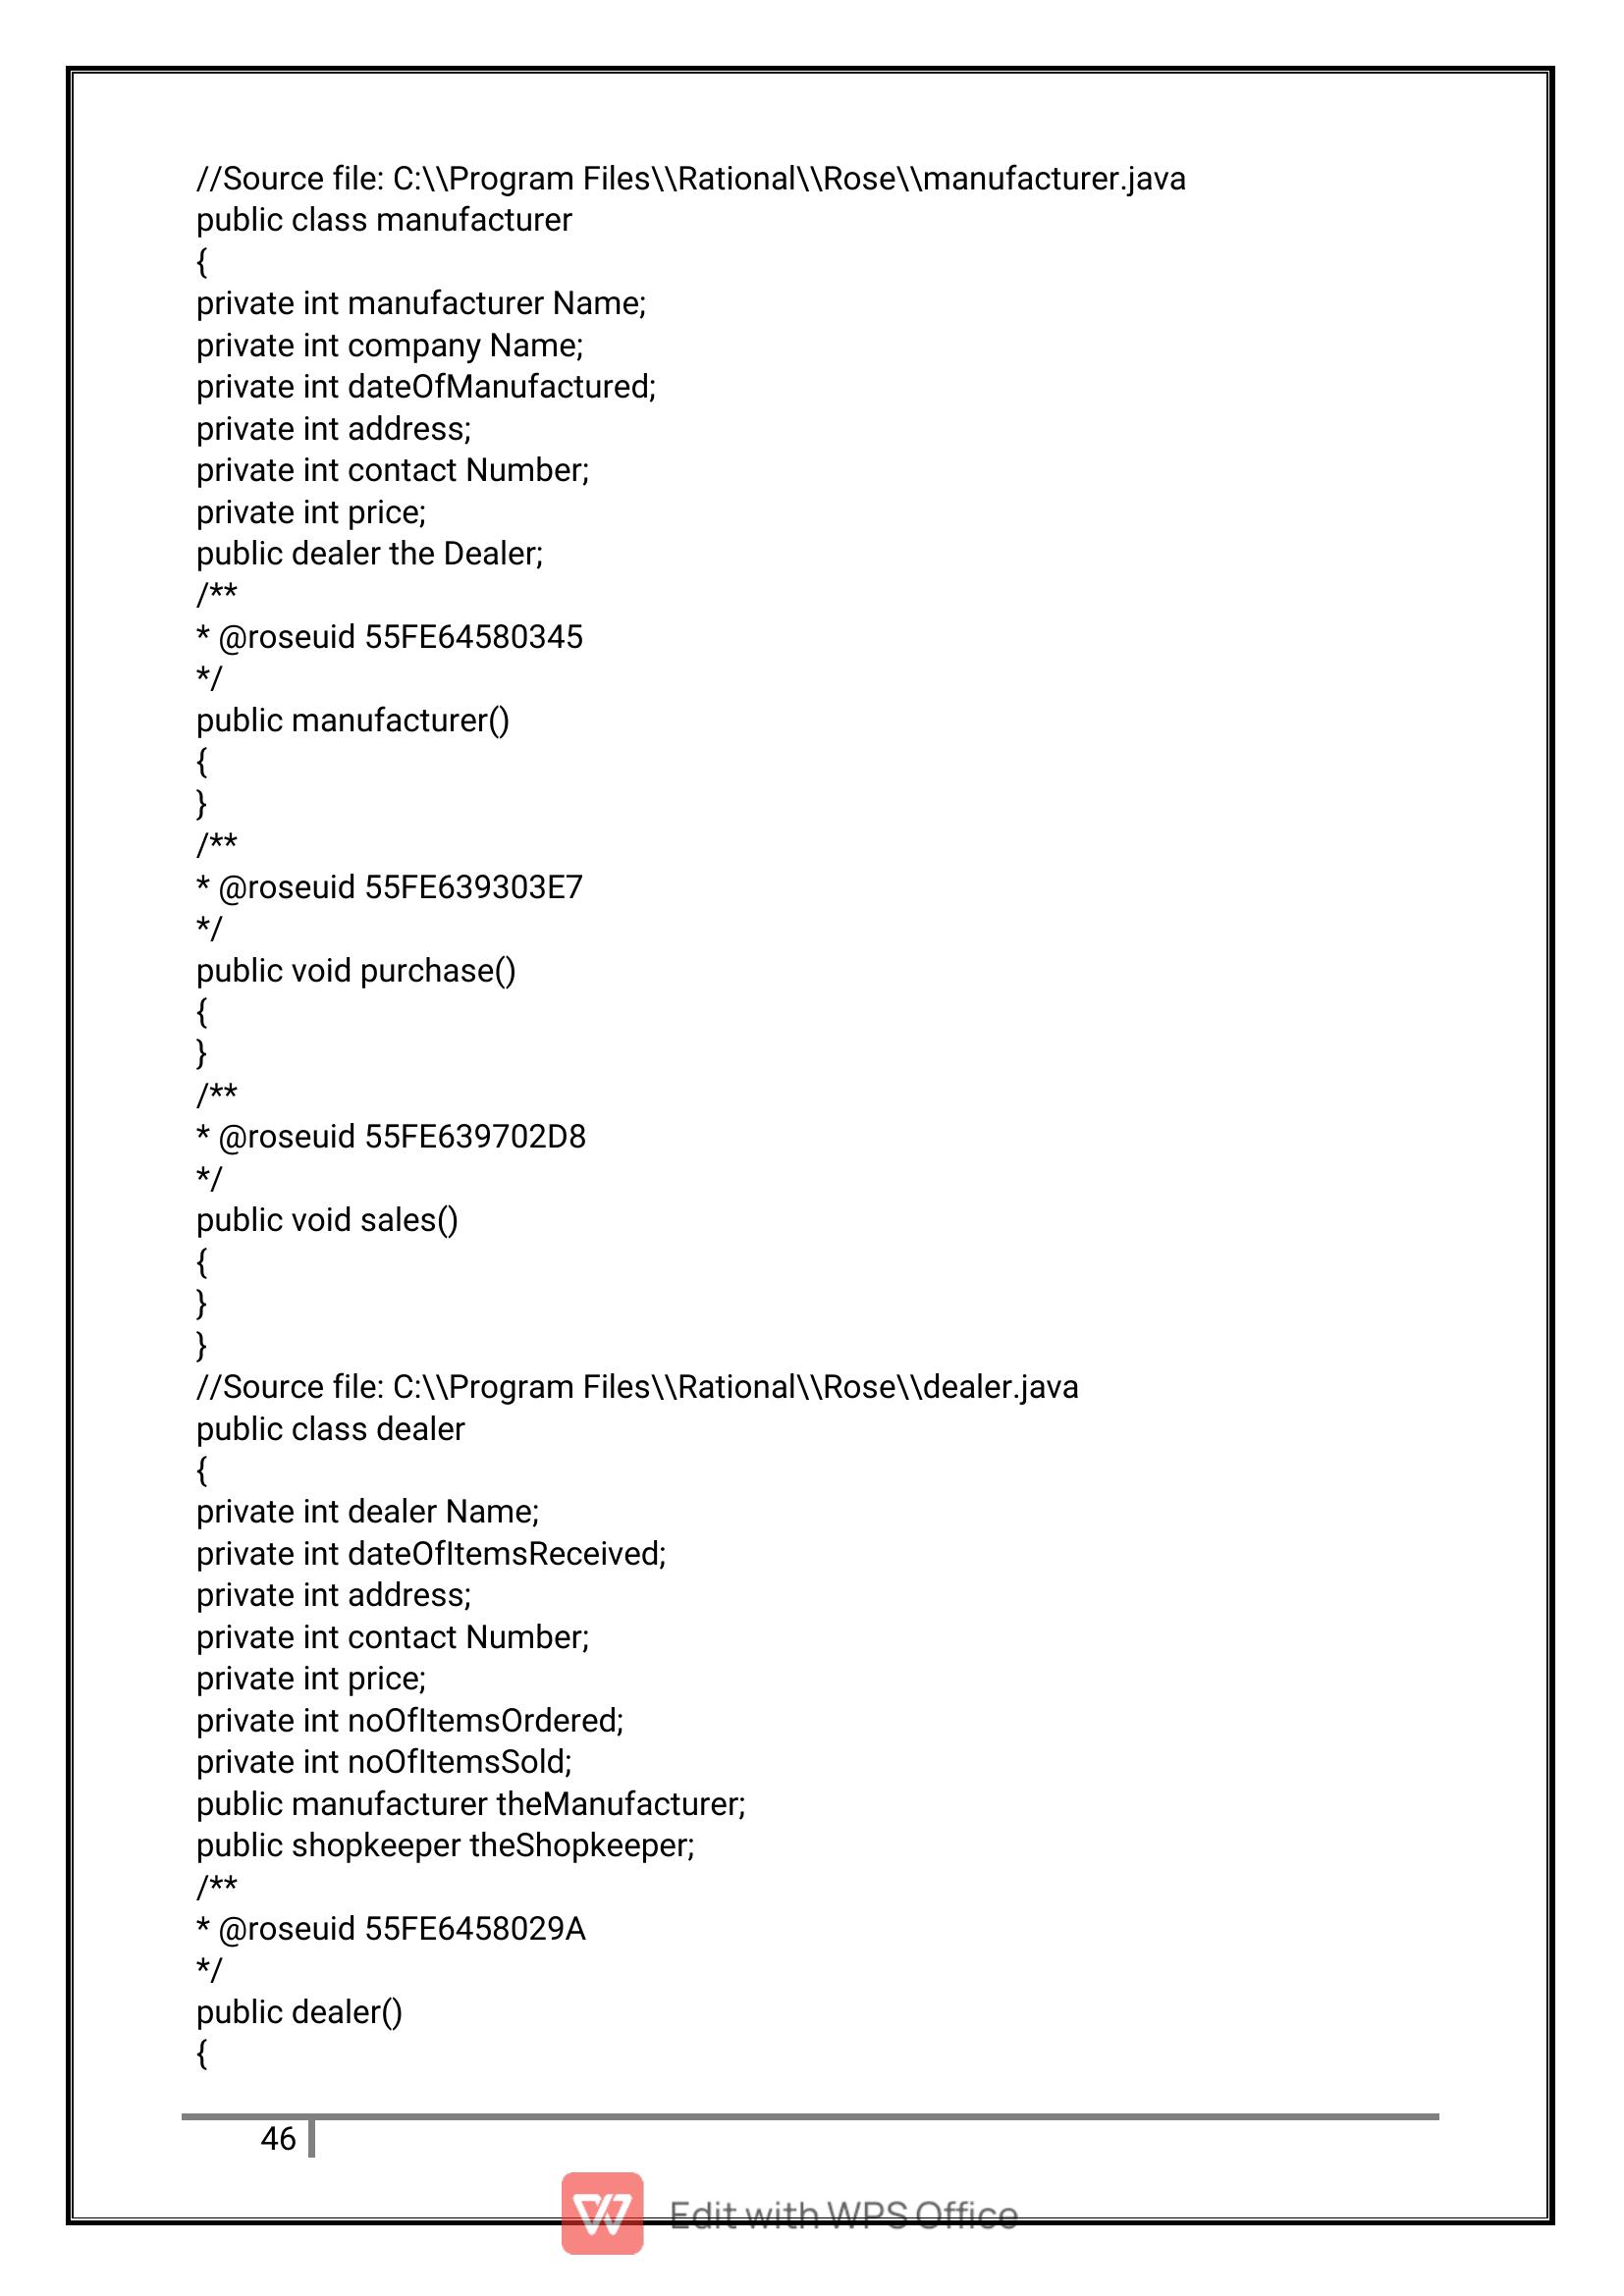 //Source file: C:\\Program Files\\Rational\\Rose\\manufacturer.java
public class manufacturer
{
private int manufacturer Name;
private int company Name;
private int dateOfManufactured;
private int address;
private int contact Number;
private int price;
public dealer the Dealer;
/**
* @roseuid 55FE64580345
*/
public manufacturer()
{
}
/**
* @roseuid 55FE639303E7
*/
public void purchase()
{
}
/**
* @roseuid 55FE639702D8
*/
public void sales()
{
}
}
//Source file: C:\\Program Files\\Rational\\Rose\\dealer.java
public class dealer
{
private int dealer Name;
private int dateOfItemsReceived;
private int address;
private int contact Number;
private int price;
private int noOfItemsOrdered;
private int noOfItemsSold;
public manufacturer theManufacturer;
public shopkeeper theShopkeeper;
/**
* @roseuid 55FE6458029A
*/
public dealer()
{
46
Edit with WPS Office